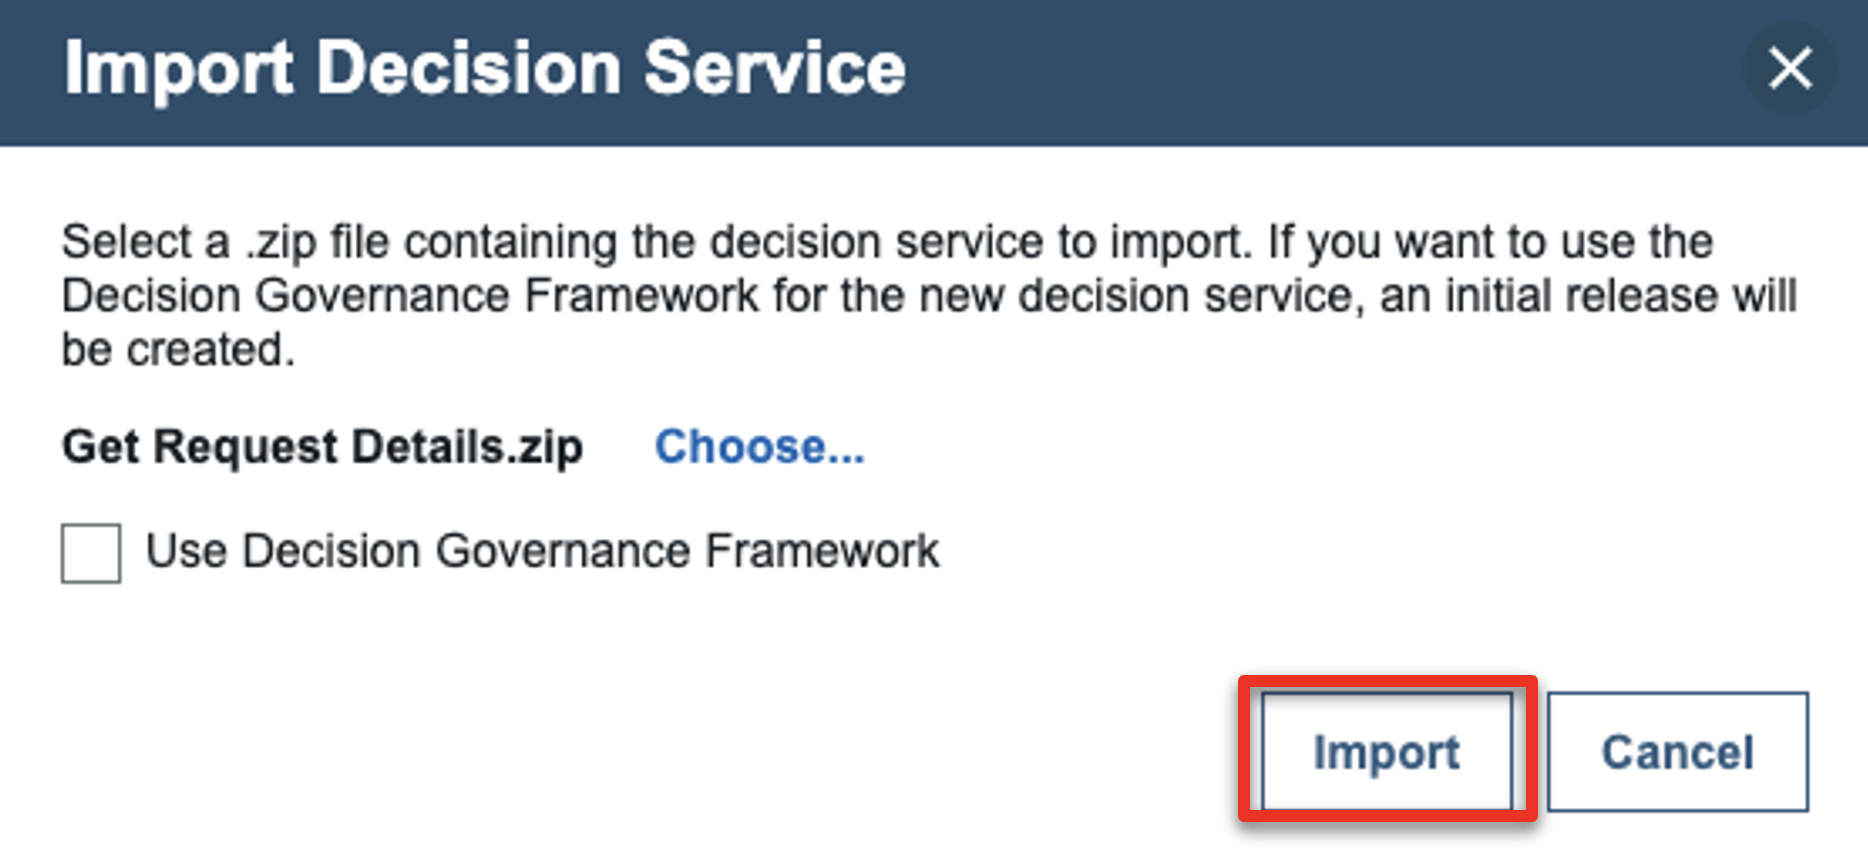 Import Decision Service
Select a .zip file containing the decision service to import. If you want to use the
Decision Governance Framework for the new decision service, an initial release will
be created.
Get Request Details.zip Choose...
Use Decision Governance Framework
Import Cancel